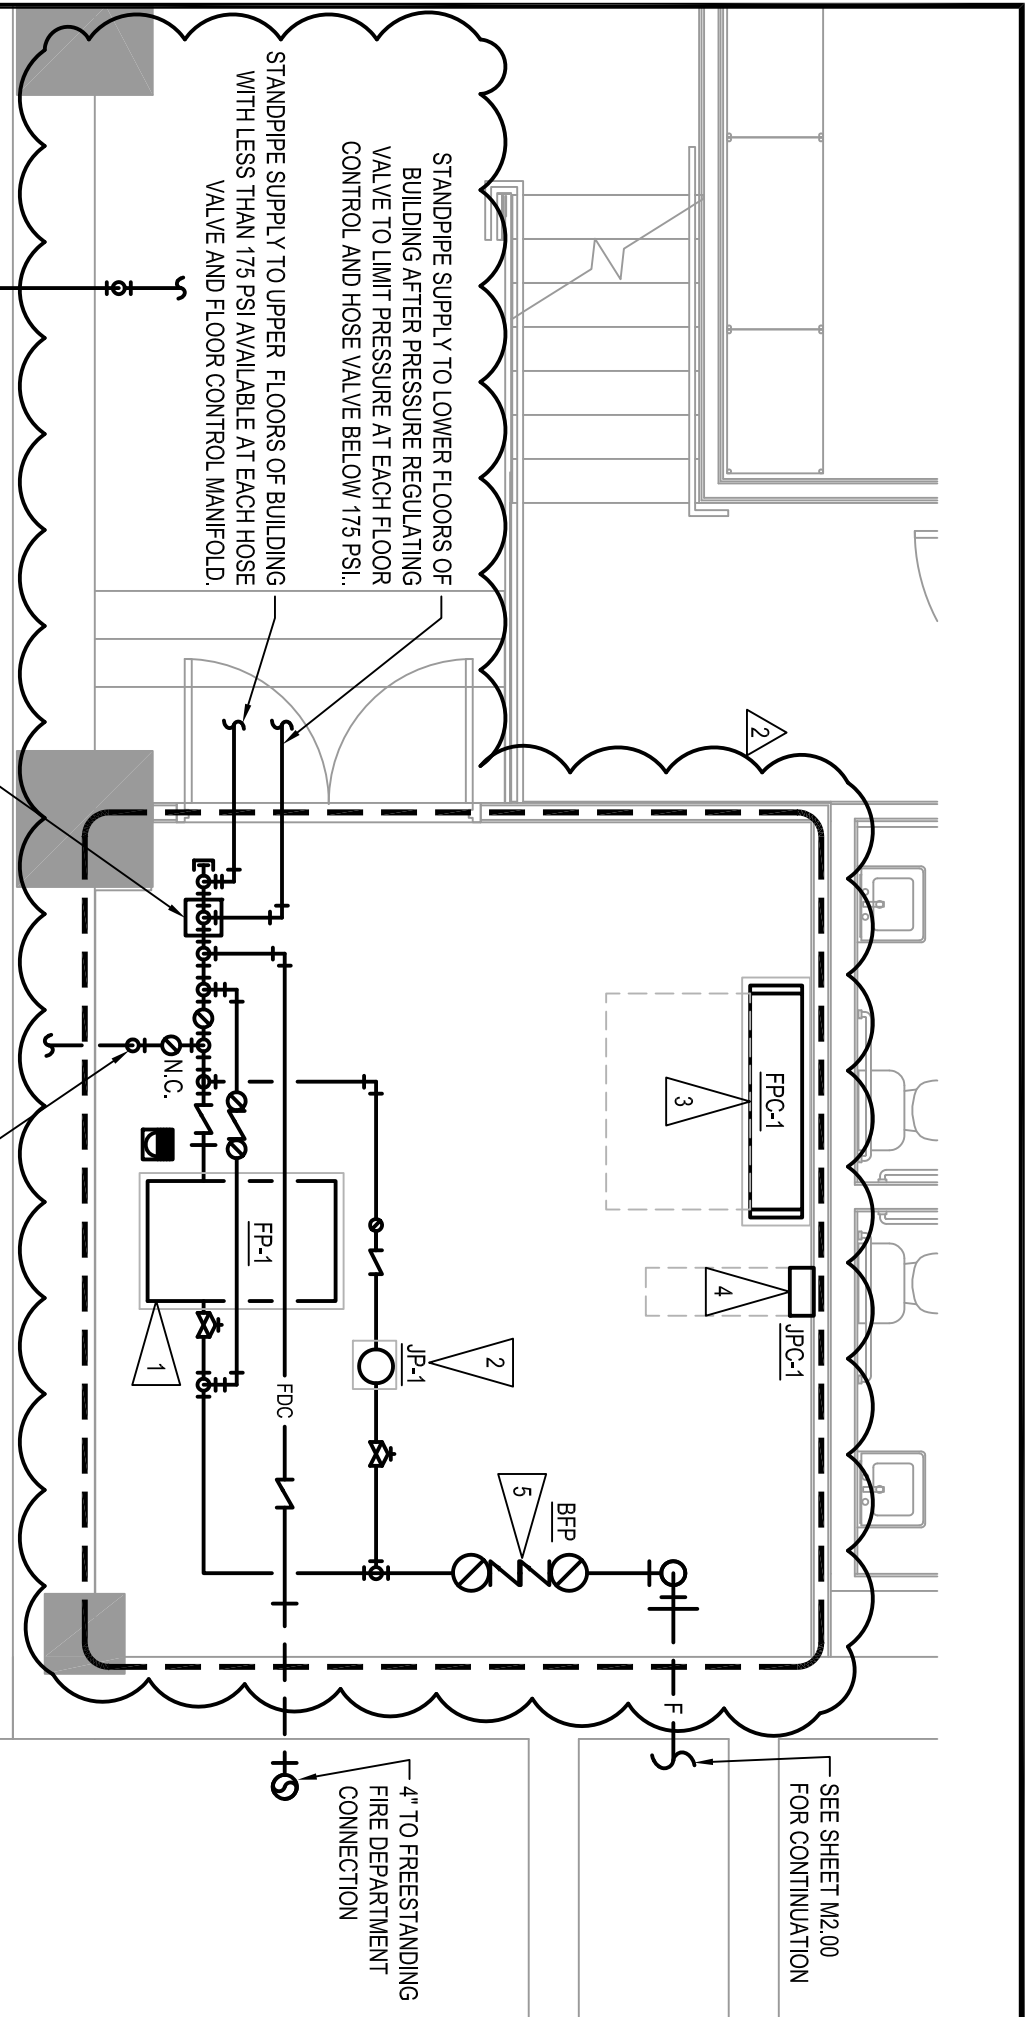 STANDPIPE SUPPLY TO LOWER FLOORS OF
BUILDING AFTER PRESSURE REGULATING
VALVE TO LIMIT PRESSURE AT EACH FLOOR
CONTROL AND HOSE VALVE BELOW 175 PSI..
STANDPIPE SUPPLY TO UPPER FLOORS OF BUILDING
WITH LESS THAN 175 PSI AVAILABLE AT EACH HOSE
VALVE AND FLOOR CONTROL MANIFOLD.
2
FPC-1
3
JPC-1
4
N.C.
FP-1
1
JP-1
2
FDC
BFP
5
F
SEE SHEET M2.00
FOR CONTINUATION
4" TO FREESTANDING
FIRE DEPARTMENT
CONNECTION